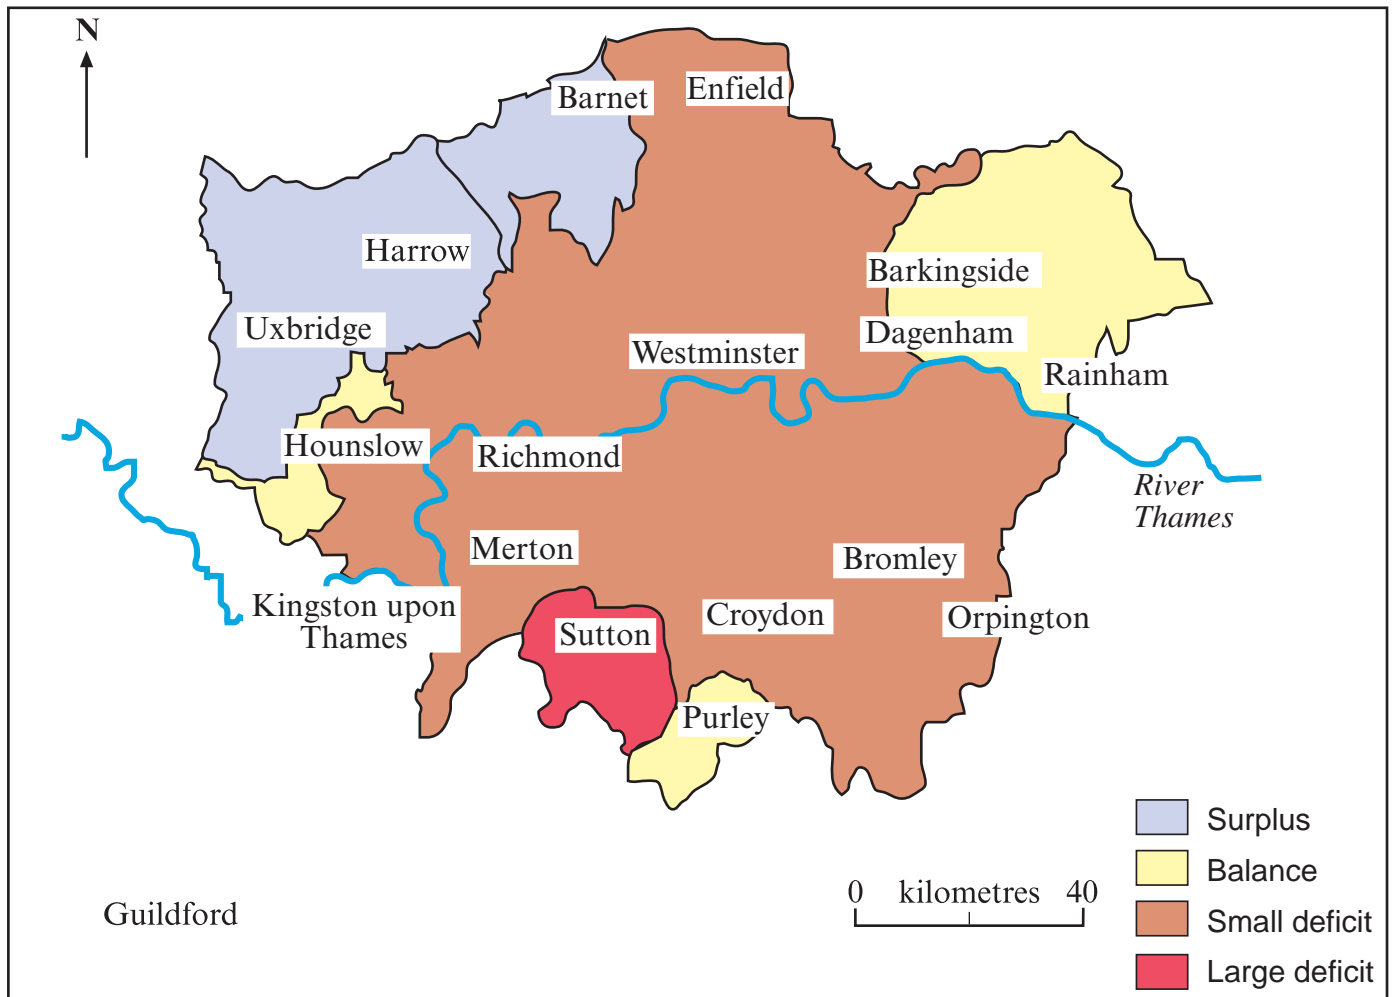 N
Barnet
Enfield
Harrow
Barkingside
Uxbridge
Dagenham
Westminster
Rainham
Hounslow
Richmond
River
Thames
Merton
Bromley
Kingston upon
Thames
Sutton
Croydon
Orpington
Purley
Surplus
Balance
0 kilometres 40
Guildford
Small deficit
Large deficit